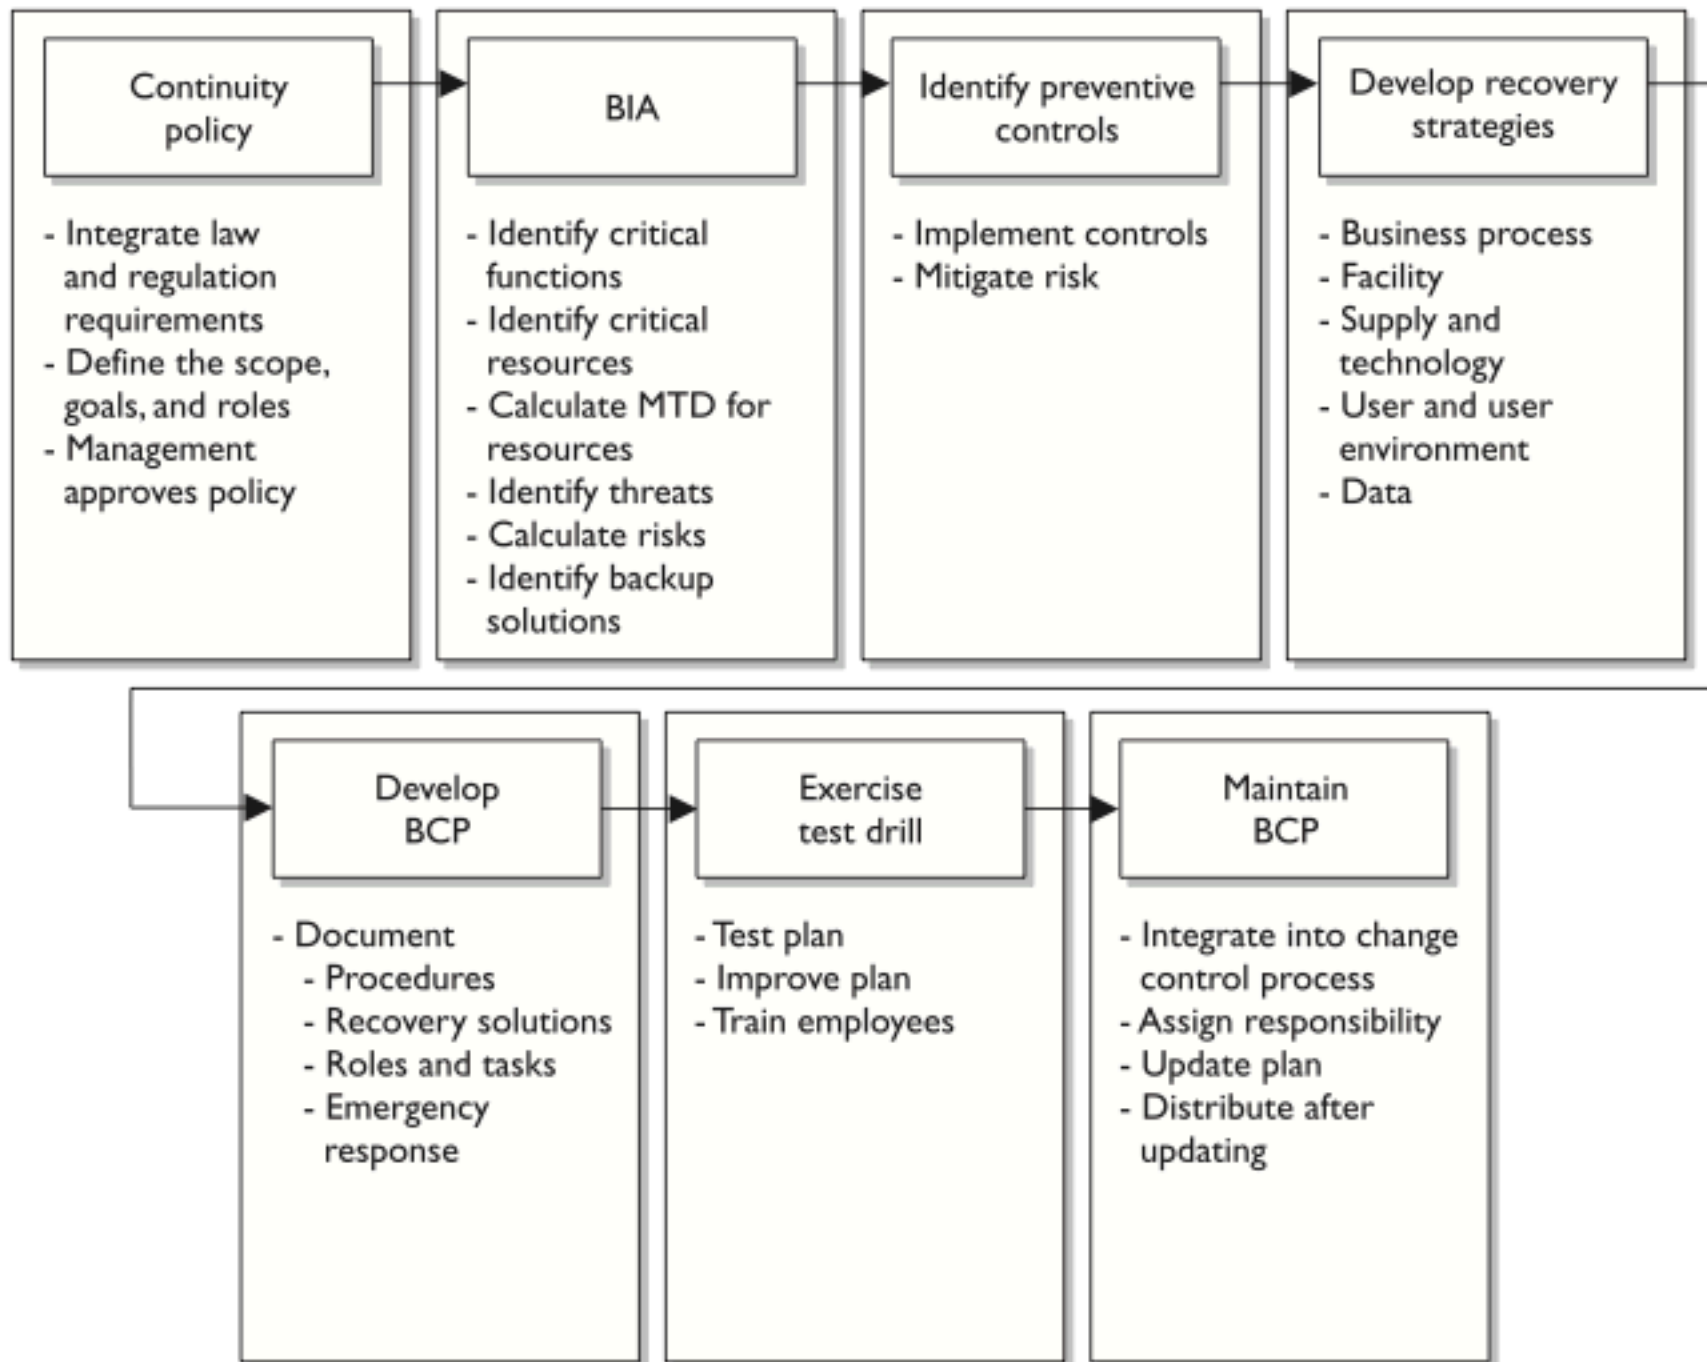 Continuity
policy
- Integrate law
and regulation
requirements
- Define the scope,
goals, and roles
- Management
approves policy
BIA
- Identify critical
functions
- Identify critical
resources
- Calculate MTD for
resources
- Identify threats
- Calculate risks
- Identify backup
solutions
Identify preventive
controls
- Implement controls
- Mitigate risk
Develop recovery
strategies
- Business process
- Facility
- Supply and
technology
- User and user
environment
- Data
Develop
BCP
- Document
- Procedures
- Recovery solutions
- Roles and tasks
- Emergency
response
Exercise
test drill
- Test plan
- Improve plan
- Train employees
Maintain
BCP
- Integrate into change
control process
- Assign responsibility
- Update plan
- Distribute after
updating